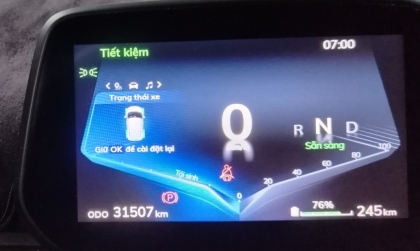 Tiết kiệm 07:00
Trạng thái xe
0 R N D
Giữ OK để cài đặt lại
Sẵn sàng
Tái sinh 0 20 40 60 80 100
P
76%
ODO 31507 km 245 km